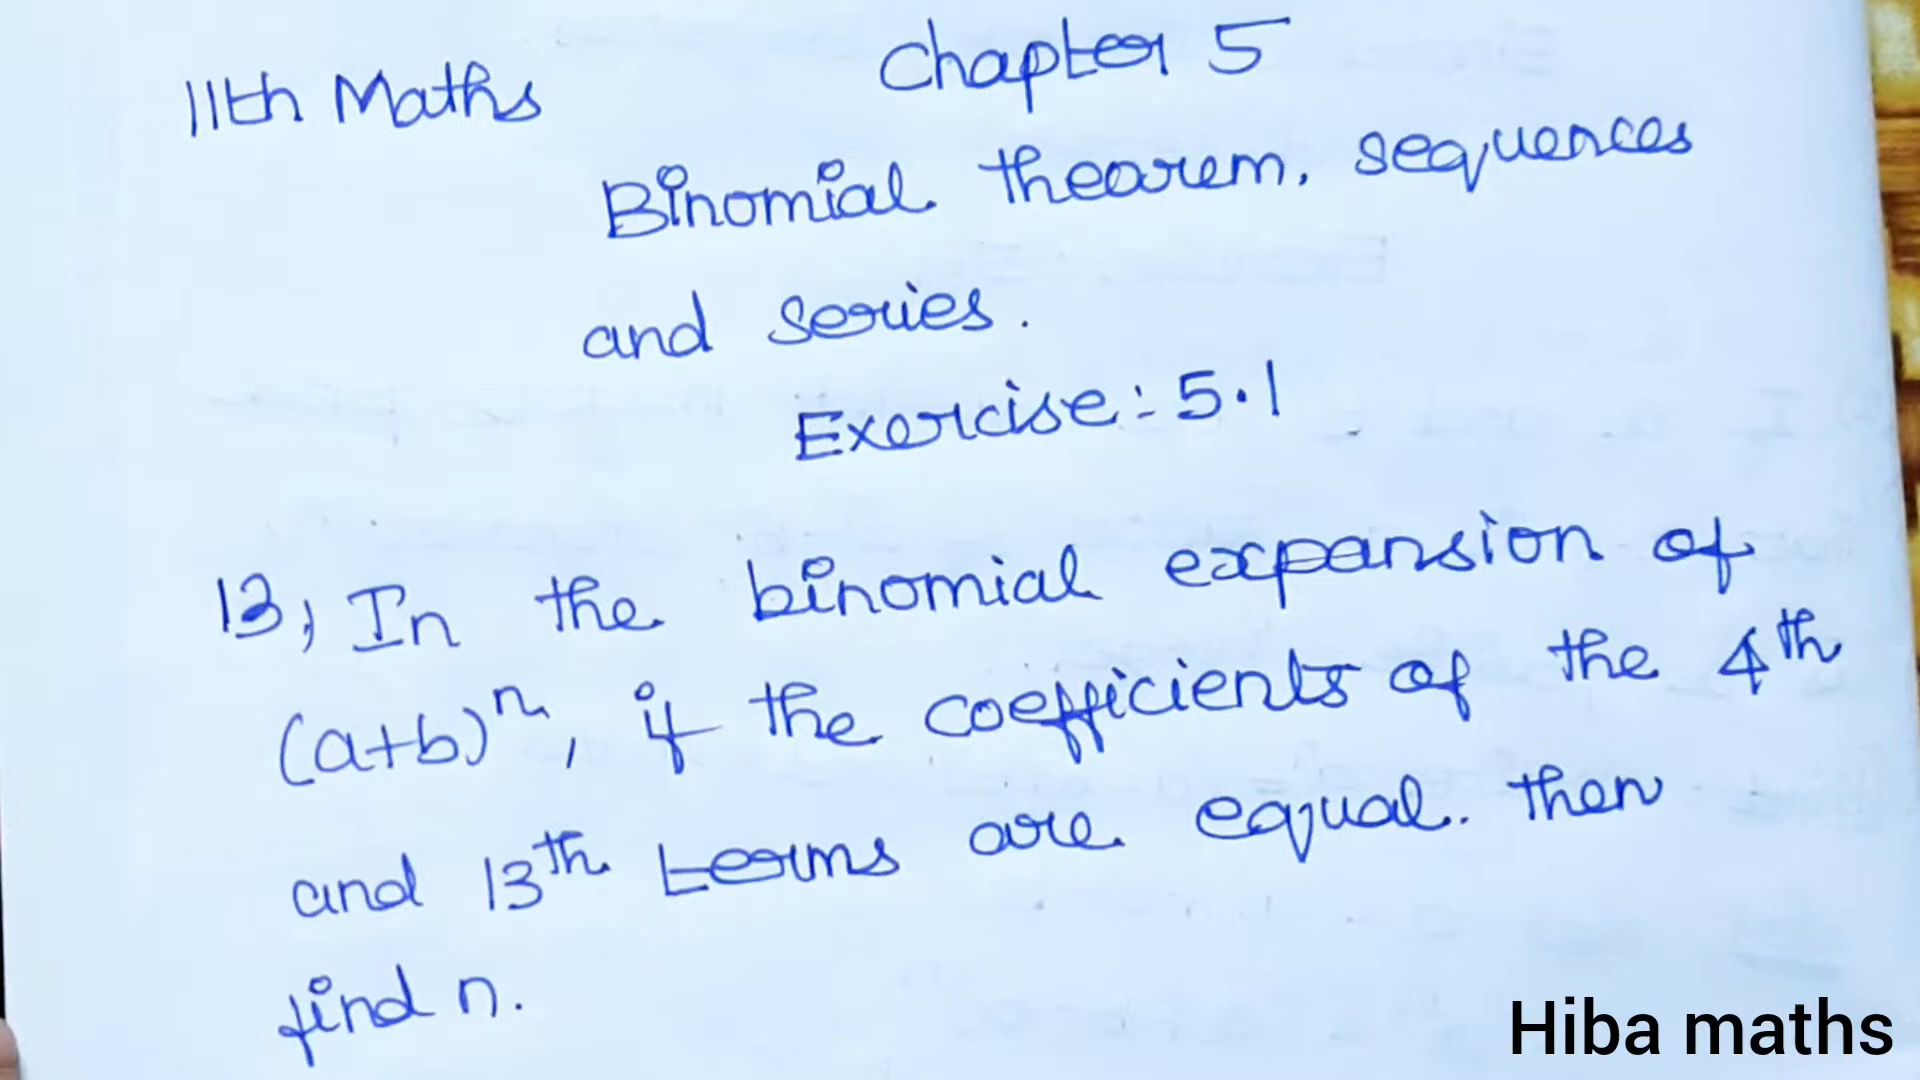 11th Maths
Chapter 5
Binomial thearem, sequences
and series.
Exercise:- 5.1
13, In the binomial expansion of
(a+b)ⁿ, if the coefficients of the 4th
and 13th terms are equal. then
find n.
Hiba maths